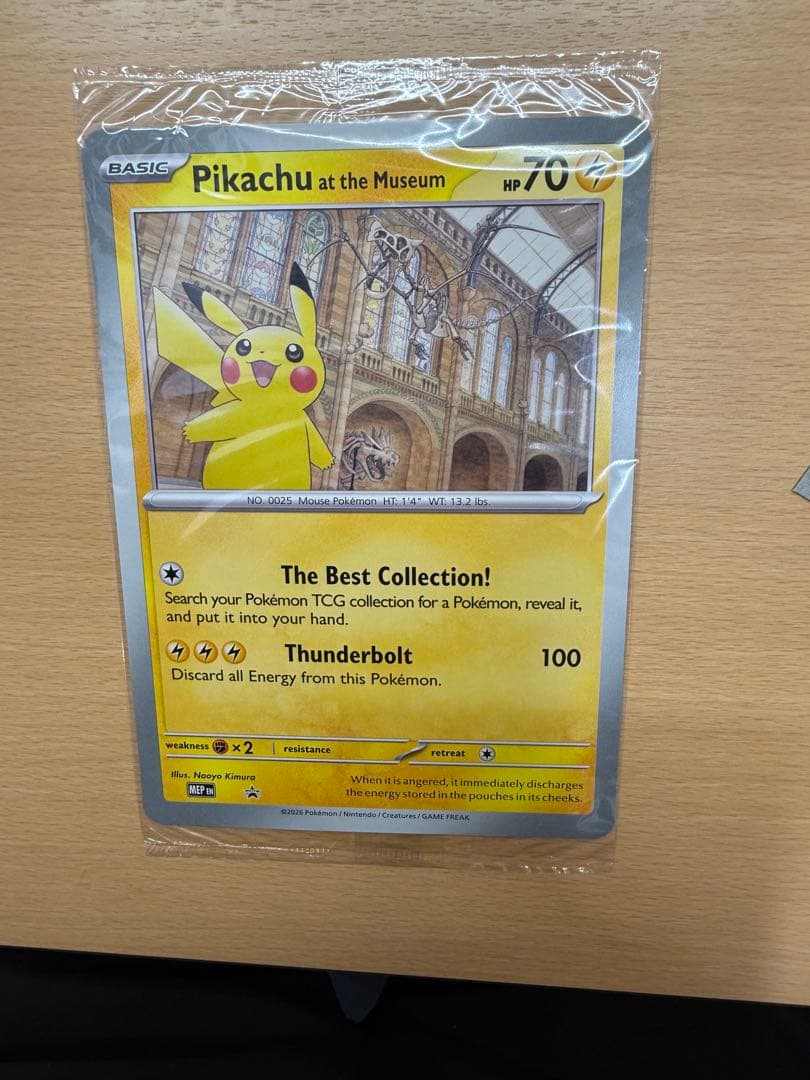 BASIC Pikachu at the Museum HP 70
NO. 0025 Mouse Pokémon HT: 1'4" WT: 13.2 lbs.
The Best Collection!
Search your Pokémon TCG collection for a Pokémon, reveal it,
and put it into your hand.
Thunderbolt 100
Discard all Energy from this Pokémon.
weakness ×2 resistance retreat
Illus. Naoyo Kimura
MEP EN
When it is angered, it immediately discharges
the energy stored in the pouches in its cheeks.
©2026 Pokémon / Nintendo / Creatures / GAME FREAK